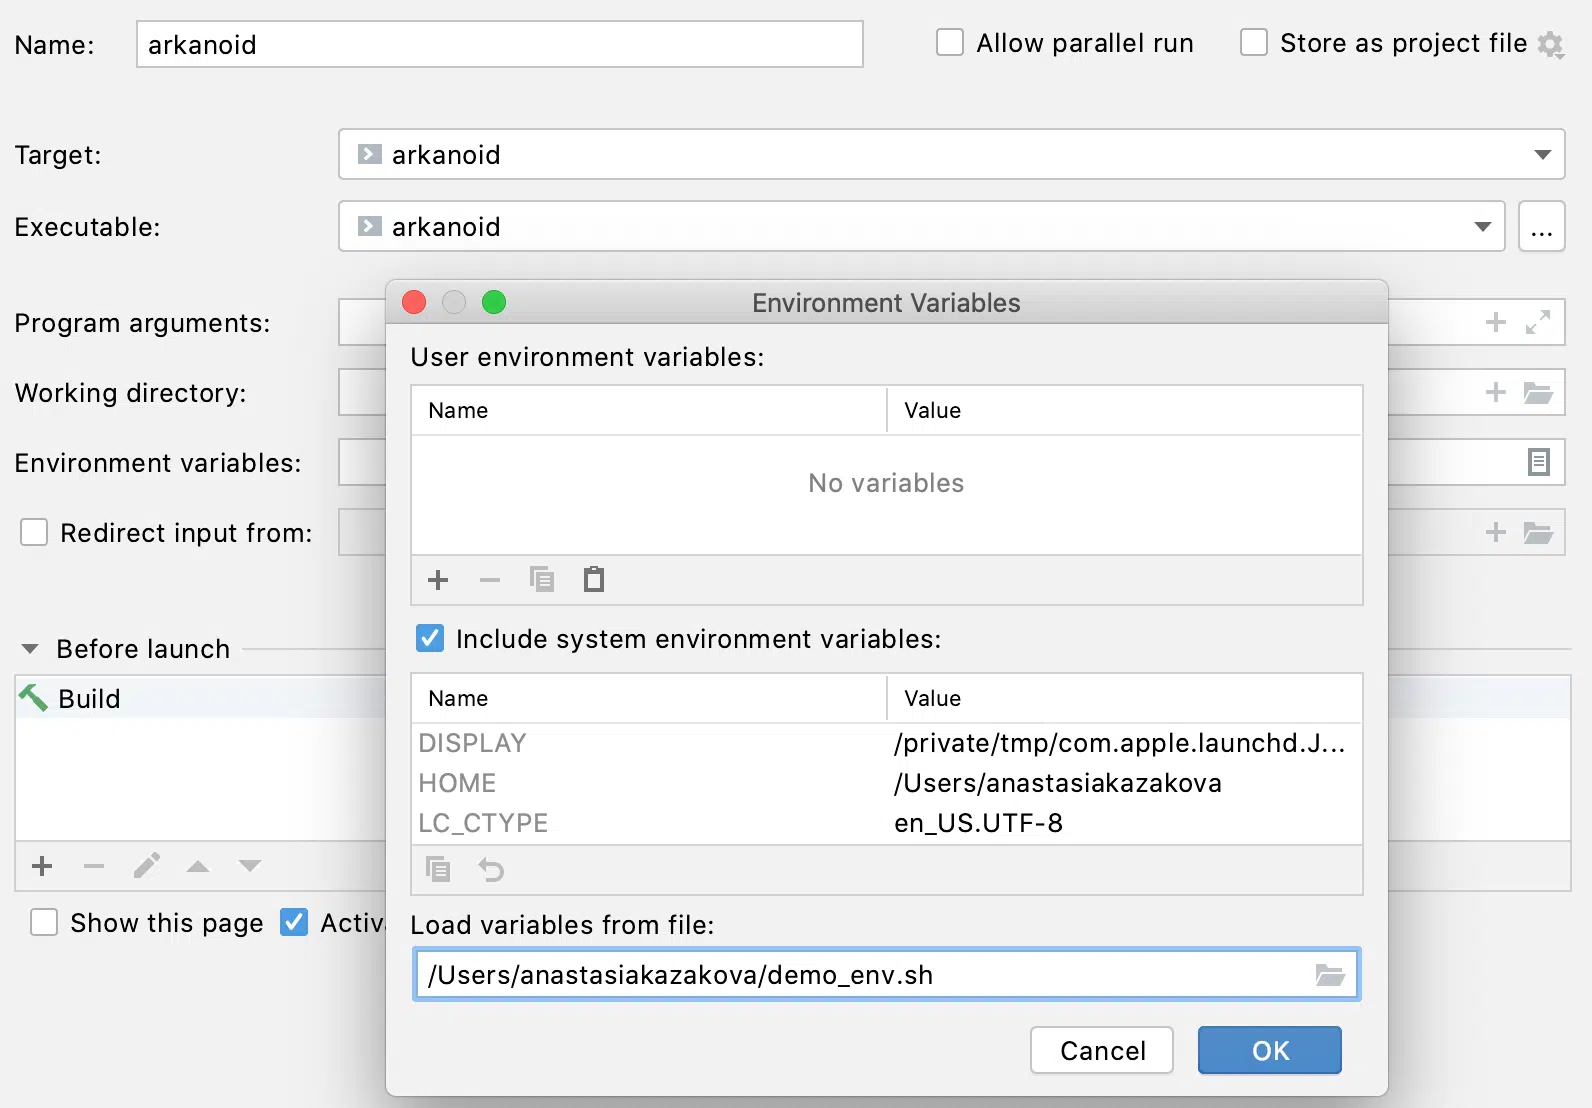 Name: arkanoid Allow parallel run Store as project file
Target: arkanoid
Executable: arkanoid ...
Program arguments:
Working directory:
Environment variables:
Redirect input from:
Before launch
Build
Show this page
Environment Variables
User environment variables:
Name Value
No variables
Include system environment variables:
Name Value
DISPLAY /private/tmp/com.apple.launchd.J...
HOME /Users/anastasiakazakova
LC_CTYPE en_US.UTF-8
Load variables from file:
/Users/anastasiakazakova/demo_env.sh
Cancel OK